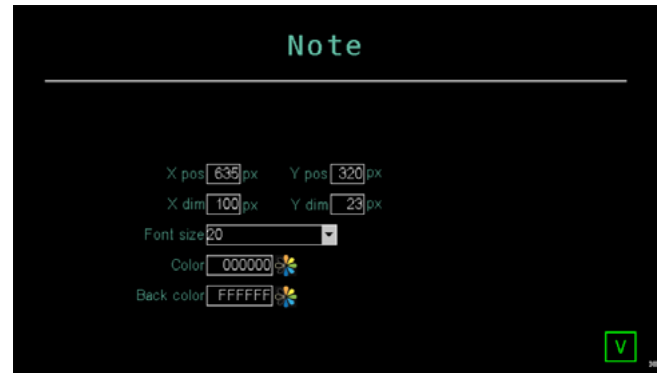 Note
X pos 635 px Y pos 320 px
X dim 100 px Y dim 23 px
Font size 20
Color 000000
Back color FFFFFF
V